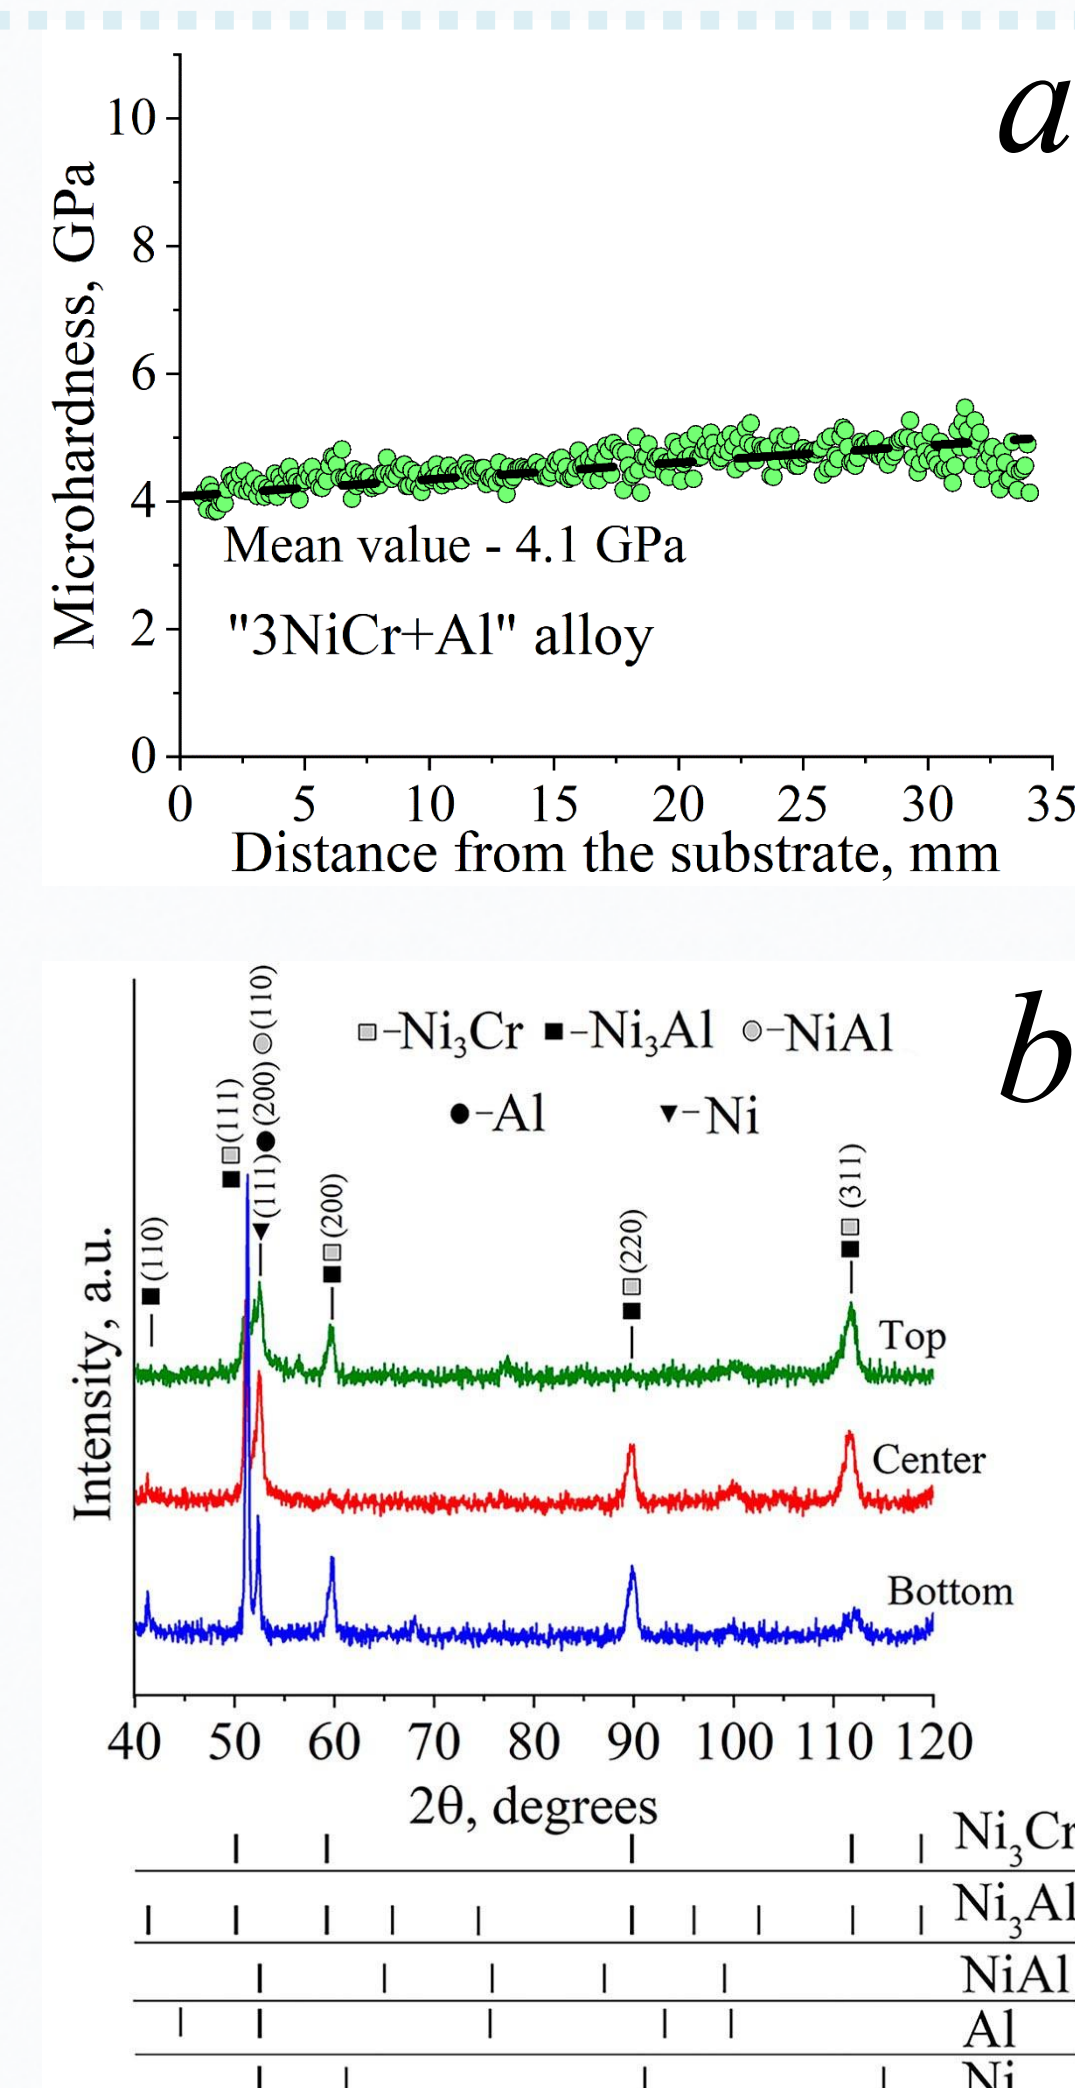 a
10
8
6
4
2
0
Microhardness, GPa
Mean value - 4.1 GPa
"3NiCr+Al" alloy
0 5 10 15 20 25 30 35
Distance from the substrate, mm
b
Ni₃Cr Ni₃Al NiAl
Al Ni
(110)
(111)
(110)
(200)
(111)
(200)
(220)
(311)
Intensity, a.u.
Top
Center
Bottom
40 50 60 70 80 90 100 110 120
2θ, degrees
Ni₃Cr
Ni₃Al
NiAl
Al
Ni